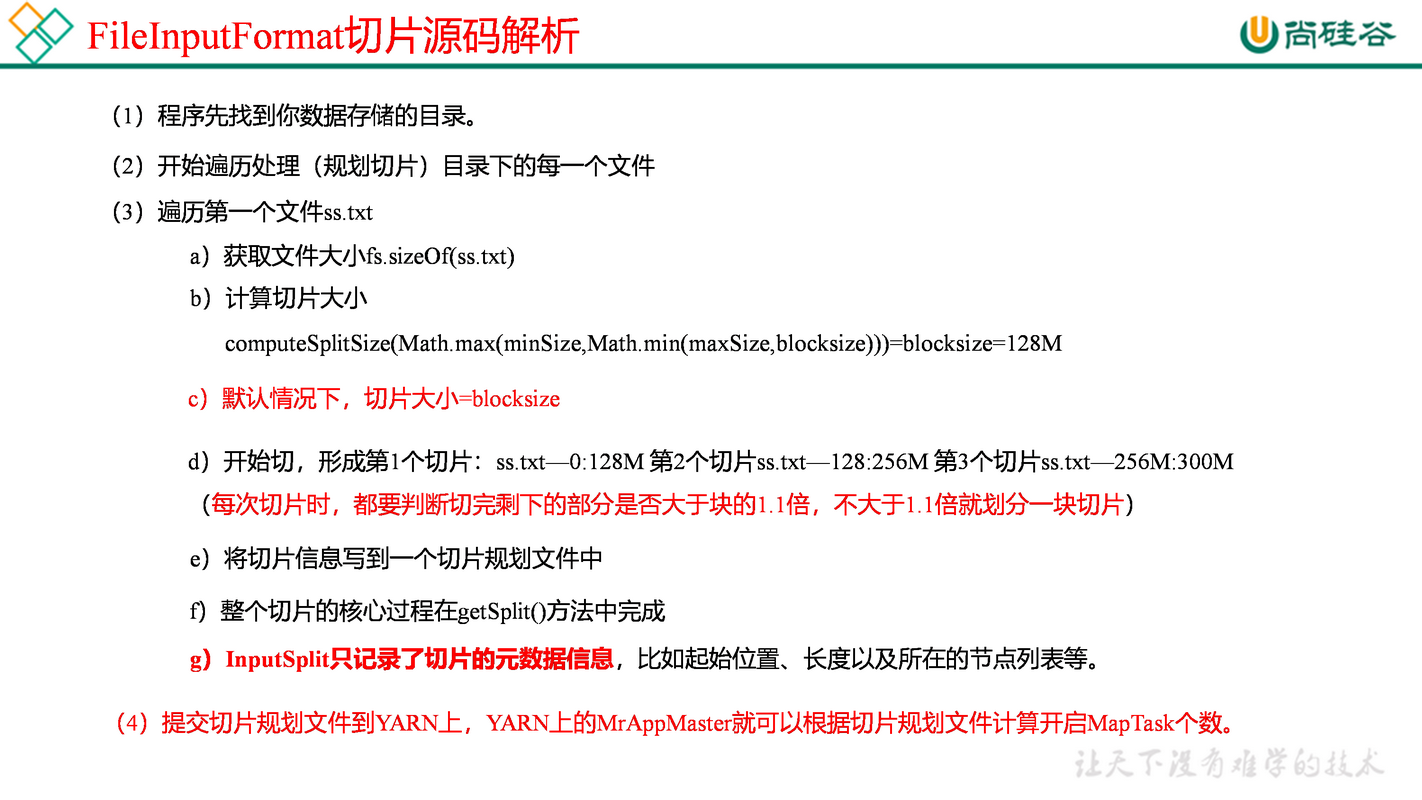 FileInputFormat切片源码解析
尚硅谷
（1）程序先找到你数据存储的目录。
（2）开始遍历处理（规划切片）目录下的每一个文件
（3）遍历第一个文件ss.txt
a）获取文件大小fs.sizeOf(ss.txt)
b）计算切片大小
computeSplitSize(Math.max(minSize,Math.min(maxSize,blocksize)))=blocksize=128M
c）默认情况下，切片大小=blocksize
d）开始切，形成第1个切片：ss.txt—0:128M 第2个切片ss.txt—128:256M 第3个切片ss.txt—256M:300M
（每次切片时，都要判断切完剩下的部分是否大于块的1.1倍，不大于1.1倍就划分一块切片）
e）将切片信息写到一个切片规划文件中
f）整个切片的核心过程在getSplit()方法中完成
g）InputSplit只记录了切片的元数据信息，比如起始位置、长度以及所在的节点列表等。
（4）提交切片规划文件到YARN上，YARN上的MrAppMaster就可以根据切片规划文件计算开启MapTask个数。
让天下没有难学的技术